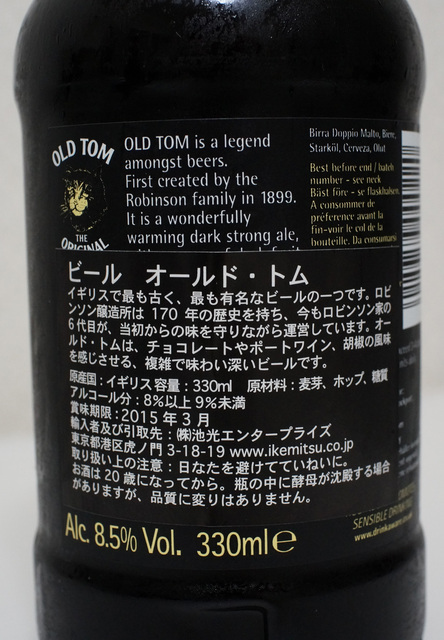 OLD TOM
THE
ORIGINAL
OLD TOM is a legend
amongst beers.
First created by the
Robinson family in 1899.
It is a wonderfully
warming dark strong ale,
Birra Doppio Malto, Biere,
Starköl, Cerveza, Olut
Best before end / batch
number - see neck
Bäst före - se flaskhalsen.
A consommer de
préference avant la
fin-voir le col de la
bouteille. Da consumarsi
ビール オールド・トム
イギリスで最も古く、最も有名なビールの一つです。ロビ
ンソン醸造所は 170 年の歴史を持ち、今もロビンソン家の
6代目が、当初からの味を守りながら運営しています。オー
ルド・トムは、チョコレートやポートワイン、胡椒の風味
を感じさせる、複雑で味わい深いビールです。
原産国：イギリス 容量：330ml 原材料：麦芽、ホップ、糖質
アルコール分：8%以上 9%未満
賞味期限：2015 年 3 月
輸入者及び引取先：㈱池光エンタープライズ
東京都港区虎ノ門 3-18-19 www.ikemitsu.co.jp
取り扱い上の注意：日なたを避けてていねいに。
お酒は 20 歳になってから。瓶の中に酵母が沈殿する場合
がありますが、品質に変りはありません。
Alc. 8.5% Vol. 330ml℮
SENSIBLE DRINK
www.drinkaware.co.uk